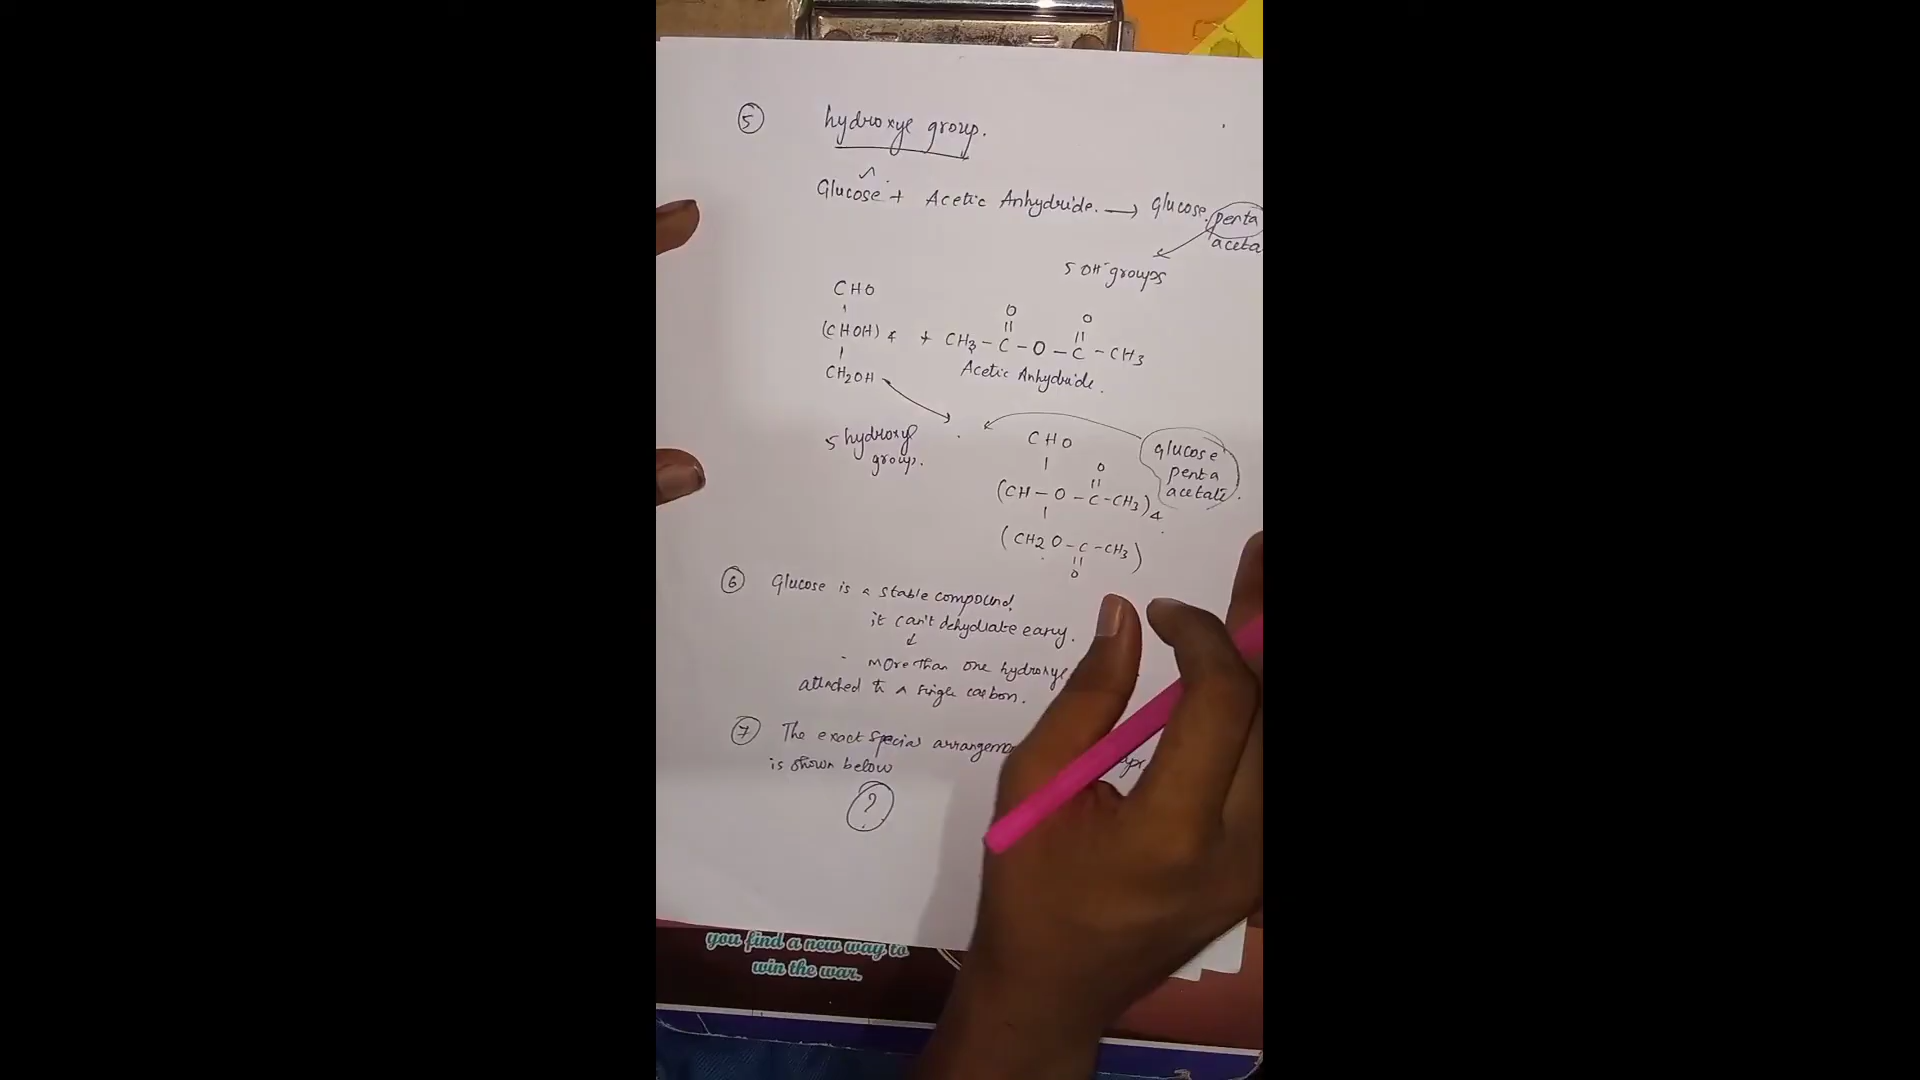 5 hydroxyl group.
Glucose + Acetic Anhydride. → Glucose penta
aceta
5 OH⁻ groups
CHO
(CHOH)4 + CH3 - C - O - C - CH3
O O
CH2OH
Acetic Anhydride.
5 hydroxyl
group.
glucose
penta
acetate.
CHO
O
(CH - O - C - CH3)4
(CH2 O - C - CH3)
O
6 Glucose is a stable compound.
it can't dehydrate easy.
- more than one hydroxyl
attached to a single carbon.
7 The exact special arrangem
is shown below
?
you find a new way to
win the war.